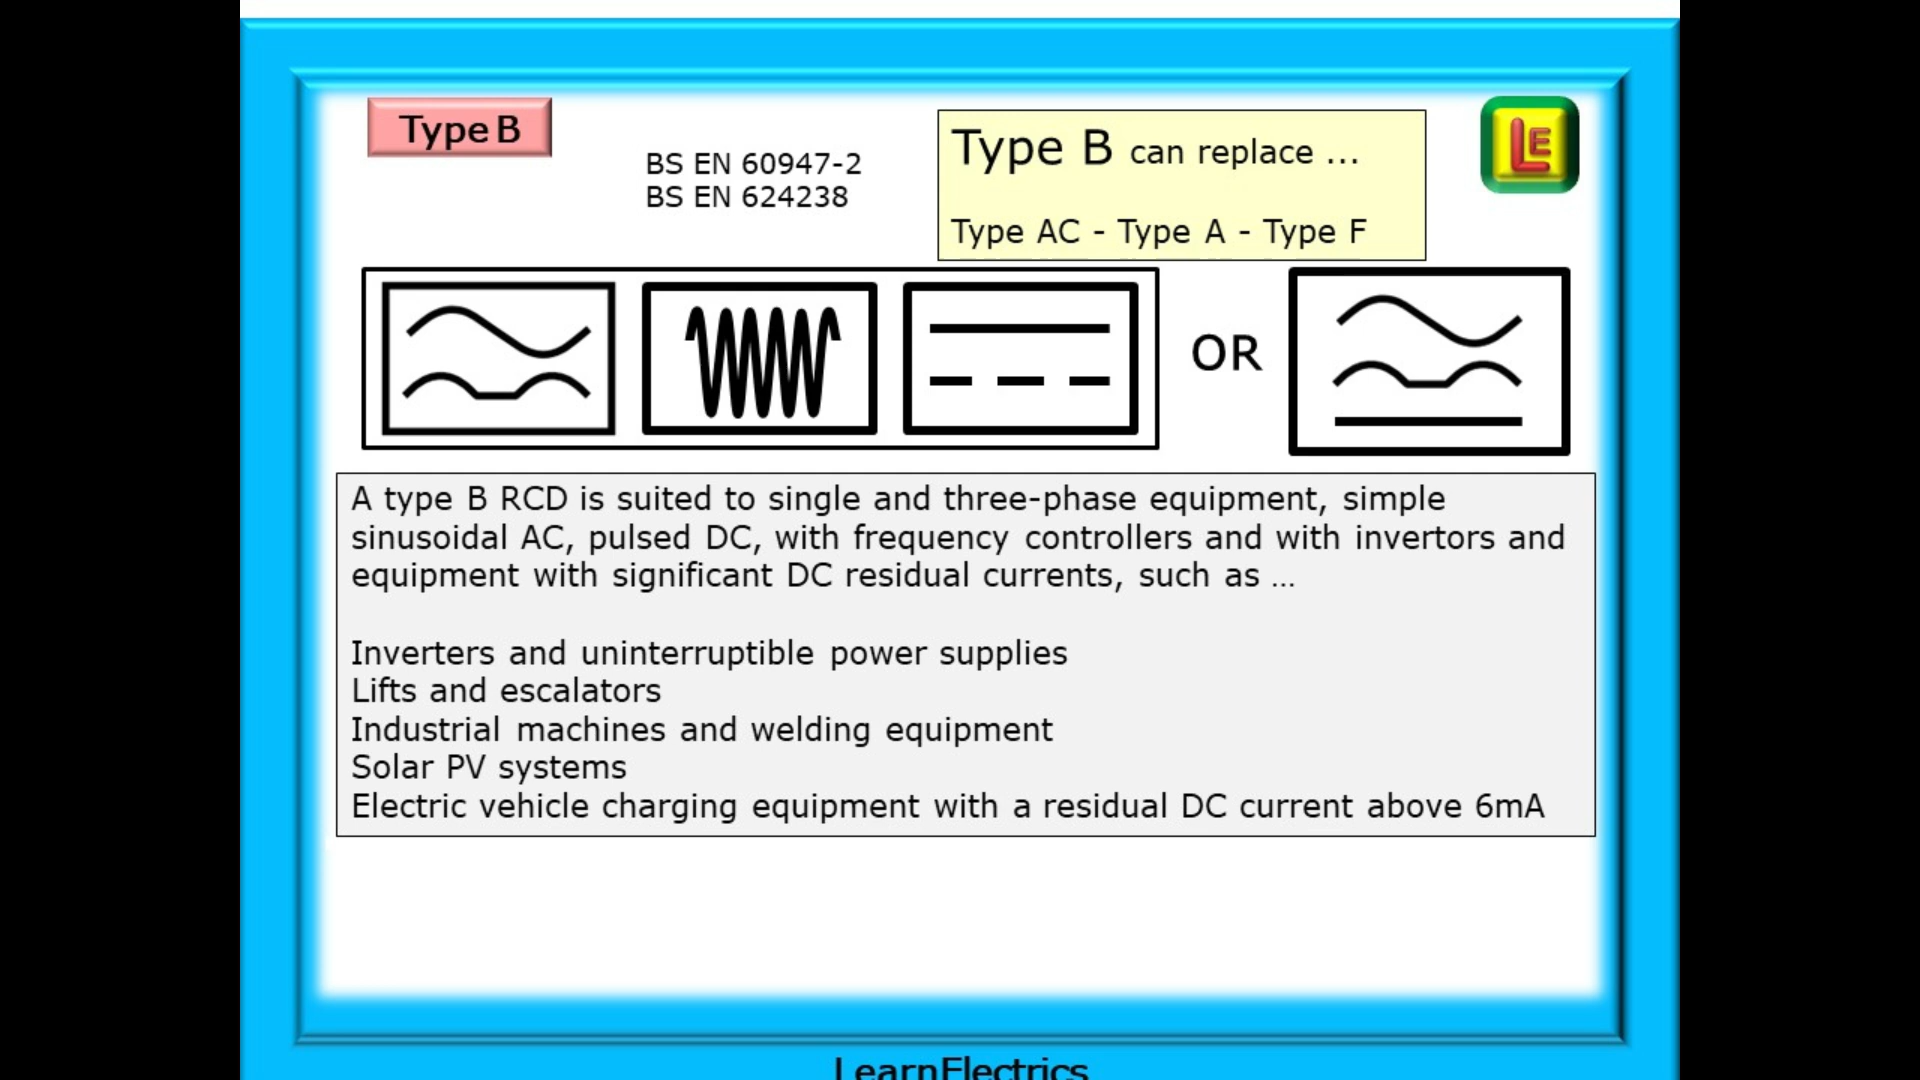 Type B
BS EN 60947-2
BS EN 624238
Type B can replace ...
Type AC - Type A - Type F
LE
OR
A type B RCD is suited to single and three-phase equipment, simple
sinusoidal AC, pulsed DC, with frequency controllers and with invertors and
equipment with significant DC residual currents, such as ...
Inverters and uninterruptible power supplies
Lifts and escalators
Industrial machines and welding equipment
Solar PV systems
Electric vehicle charging equipment with a residual DC current above 6mA
LearnElectrics